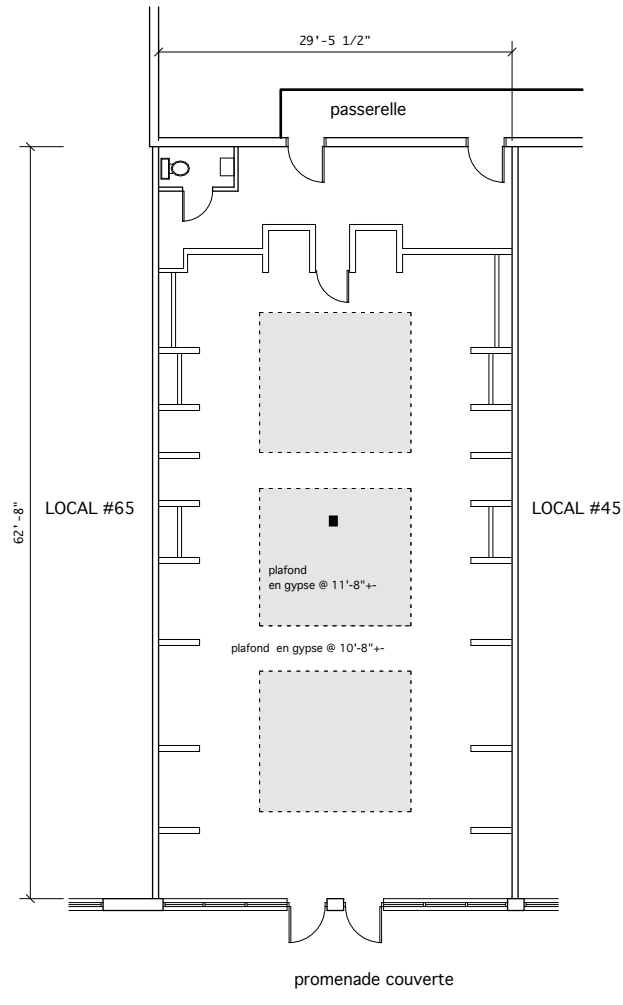 29'-5 1/2"
passerelle
62'-8"
LOCAL #65
LOCAL #45
plafond
en gypse @ 11'-8"+-
plafond en gypse @ 10'-8"+-
promenade couverte